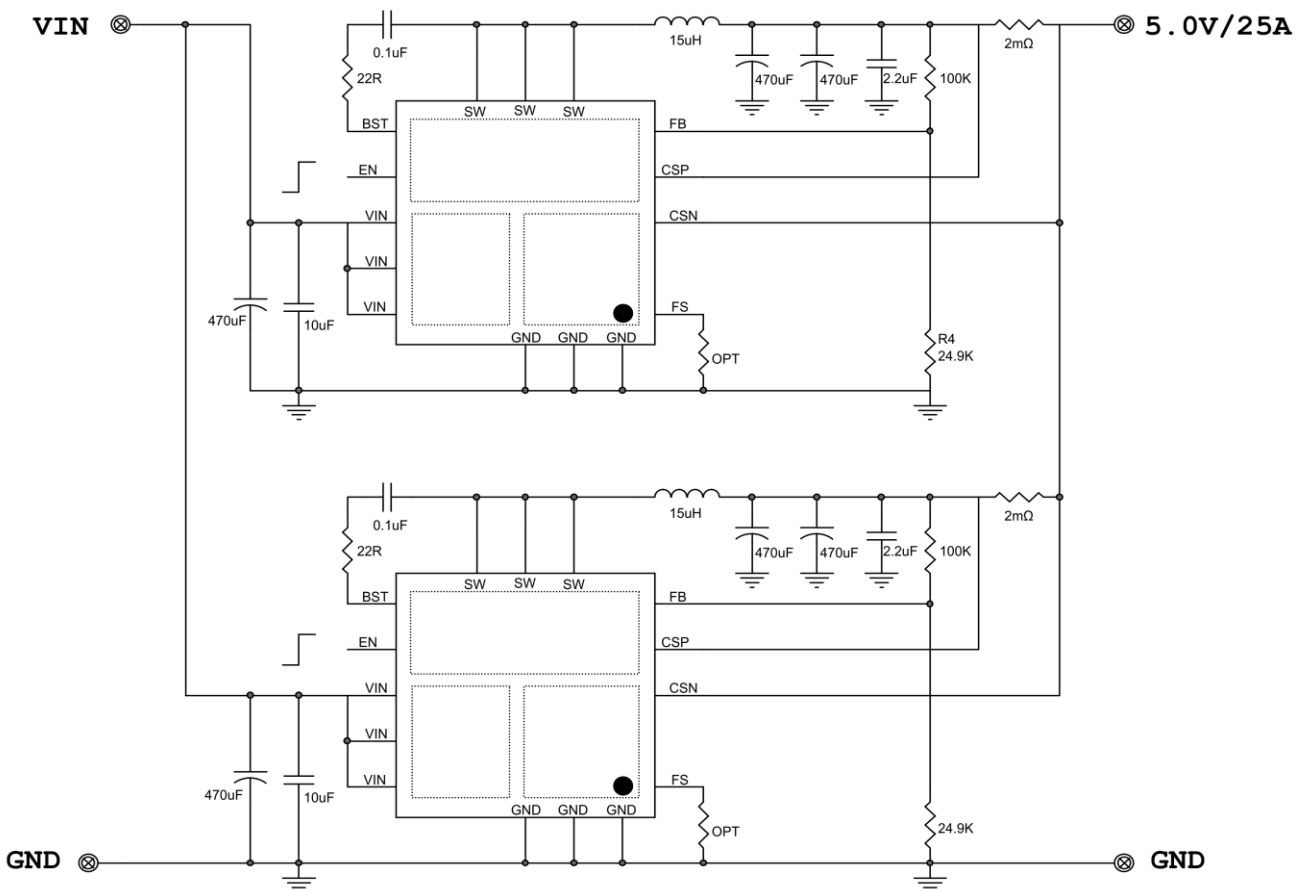 VIN
5.0V/25A
0.1uF
15uH
2mΩ
22R
470uF
470uF
2.2uF
100K
SW
SW
SW
BST
FB
EN
CSP
VIN
CSN
VIN
VIN
FS
470uF
10uF
GND
GND
GND
OPT
R4
24.9K
0.1uF
15uH
2mΩ
22R
470uF
470uF
2.2uF
100K
SW
SW
SW
BST
FB
EN
CSP
VIN
CSN
VIN
VIN
FS
470uF
10uF
GND
GND
GND
OPT
24.9K
GND
GND